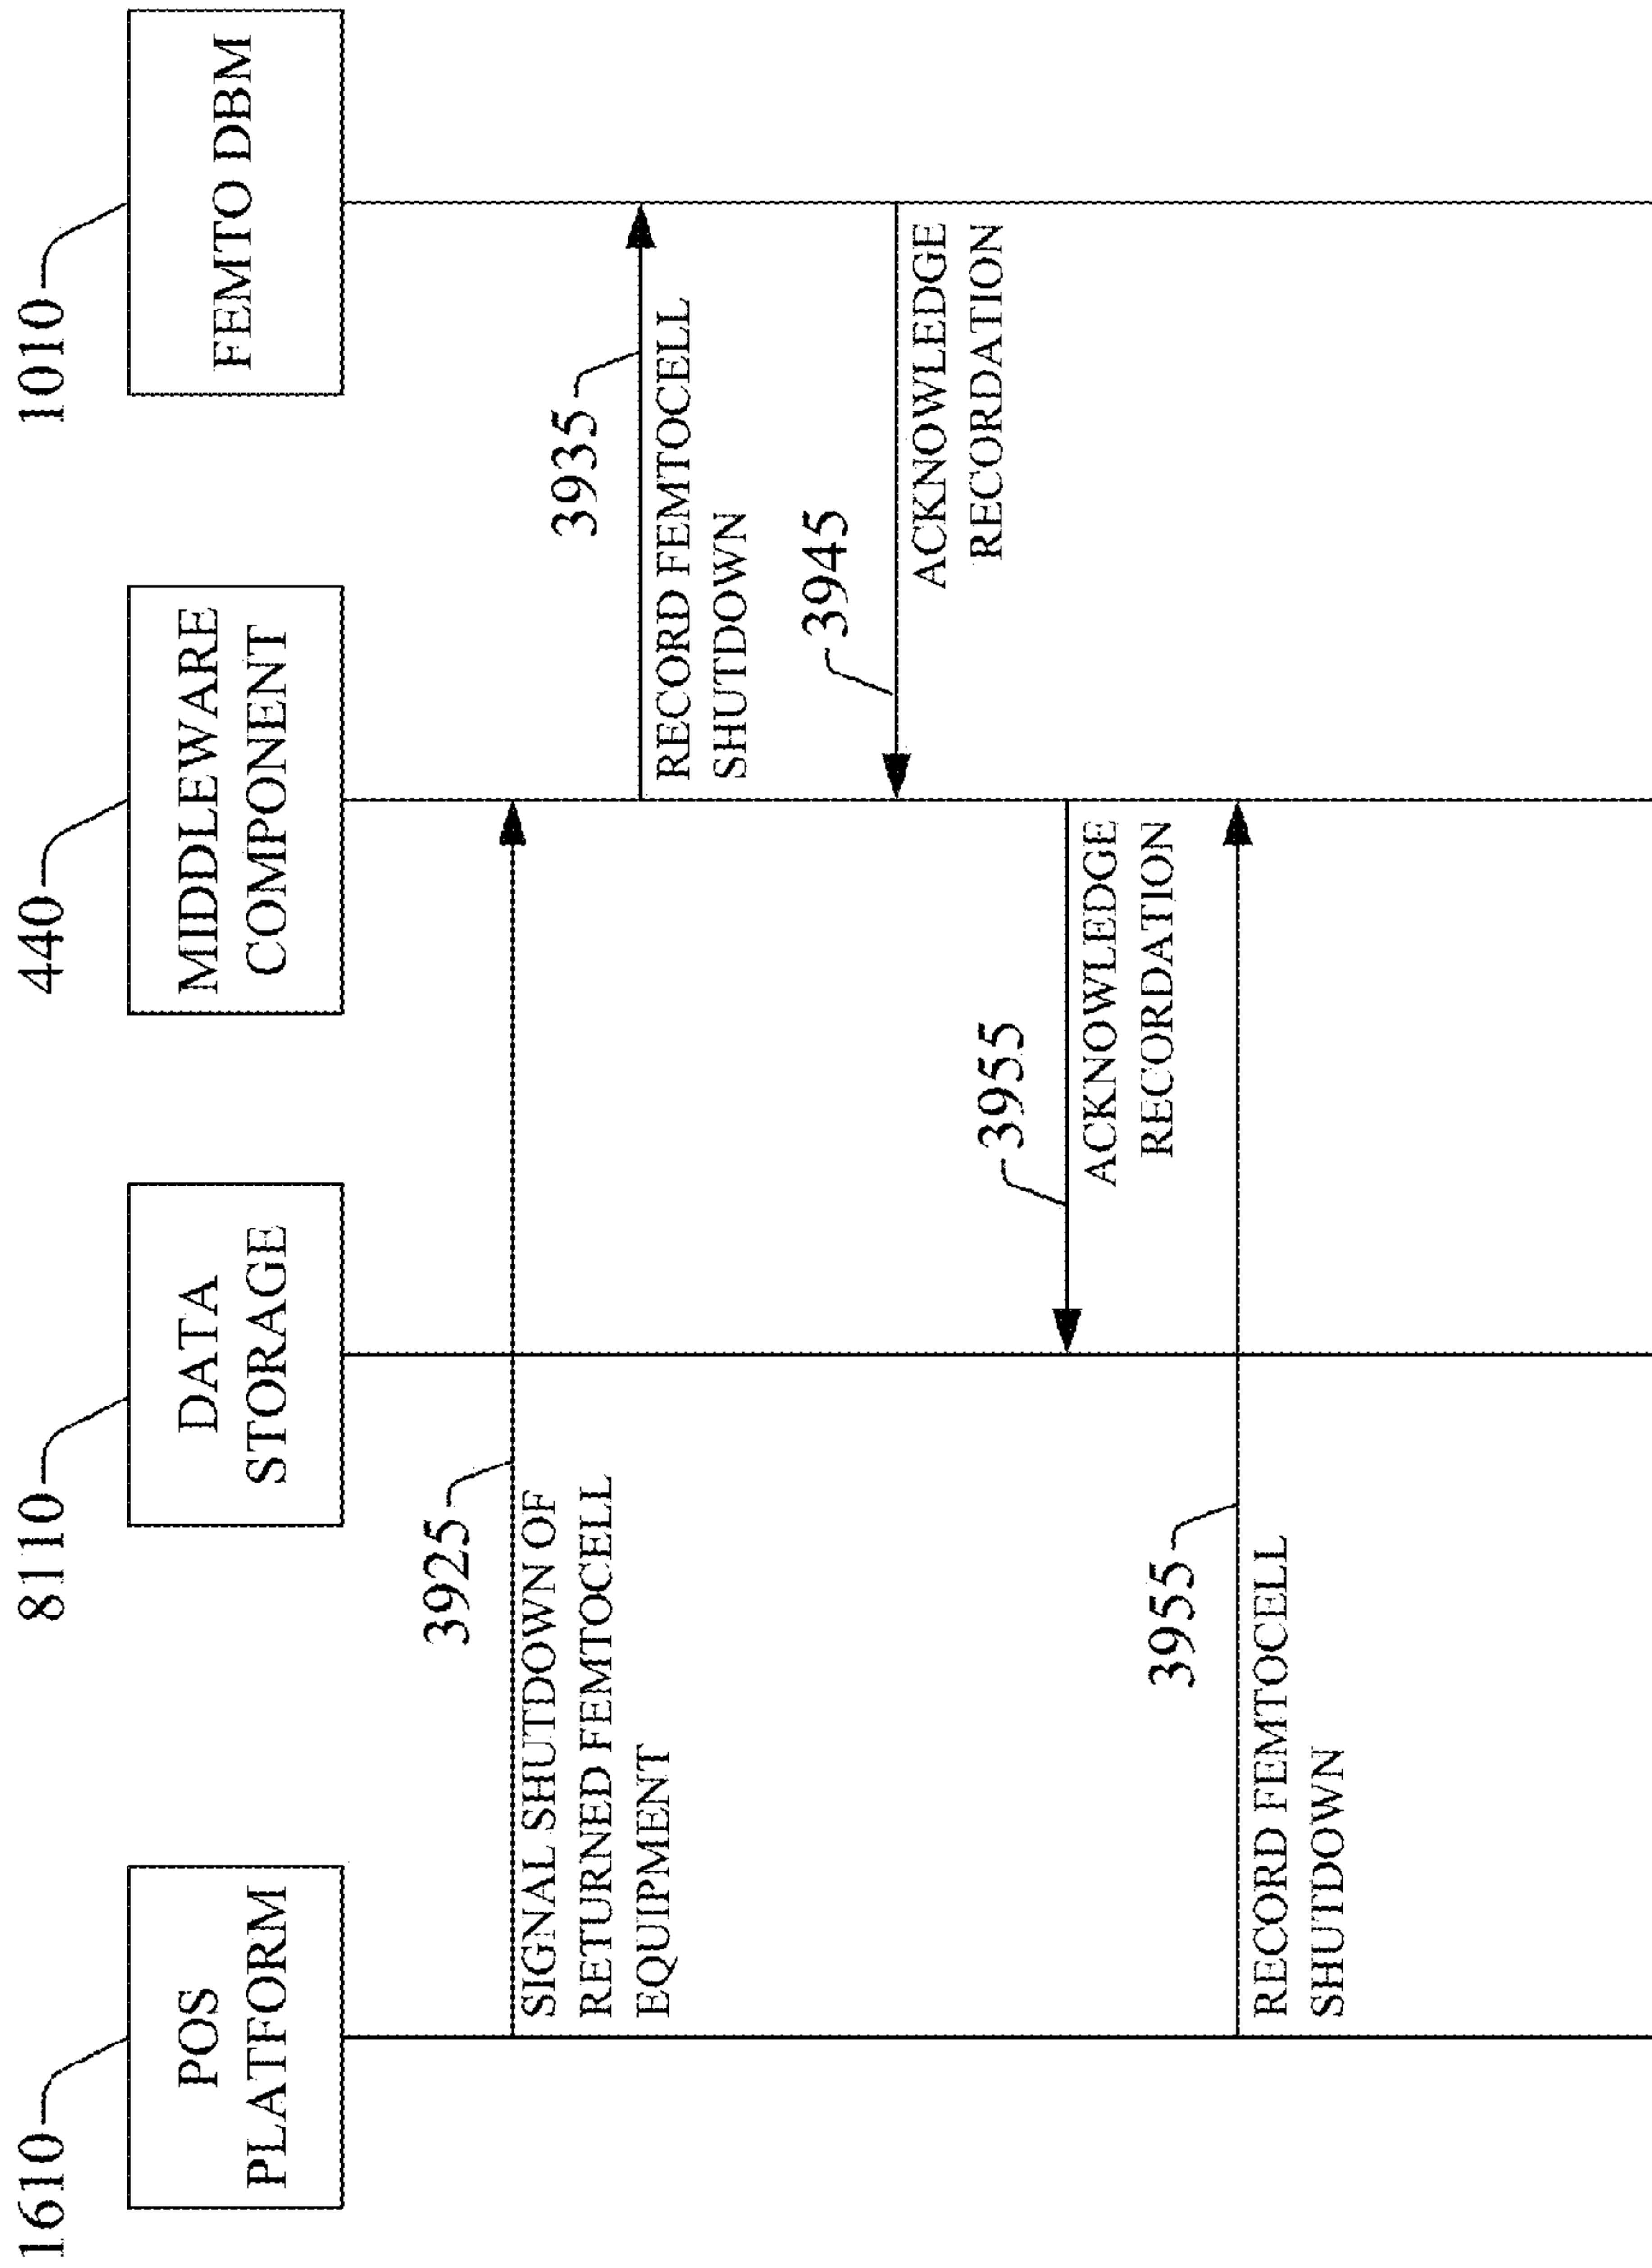 1610
POS
PLATFORM
8110
DATA
STORAGE
440
MIDDLEWARE
COMPONENT
1010
FEMTO DBM
3925
SIGNAL SHUTDOWN OF
RETURNED FEMTOCELL
EQUIPMENT
3935
RECORD FEMTOCELL
SHUTDOWN
3945
ACKNOWLEDGE
RECORDATION
3955
ACKNOWLEDGE
RECORDATION
3955
RECORD FEMTOCELL
SHUTDOWN